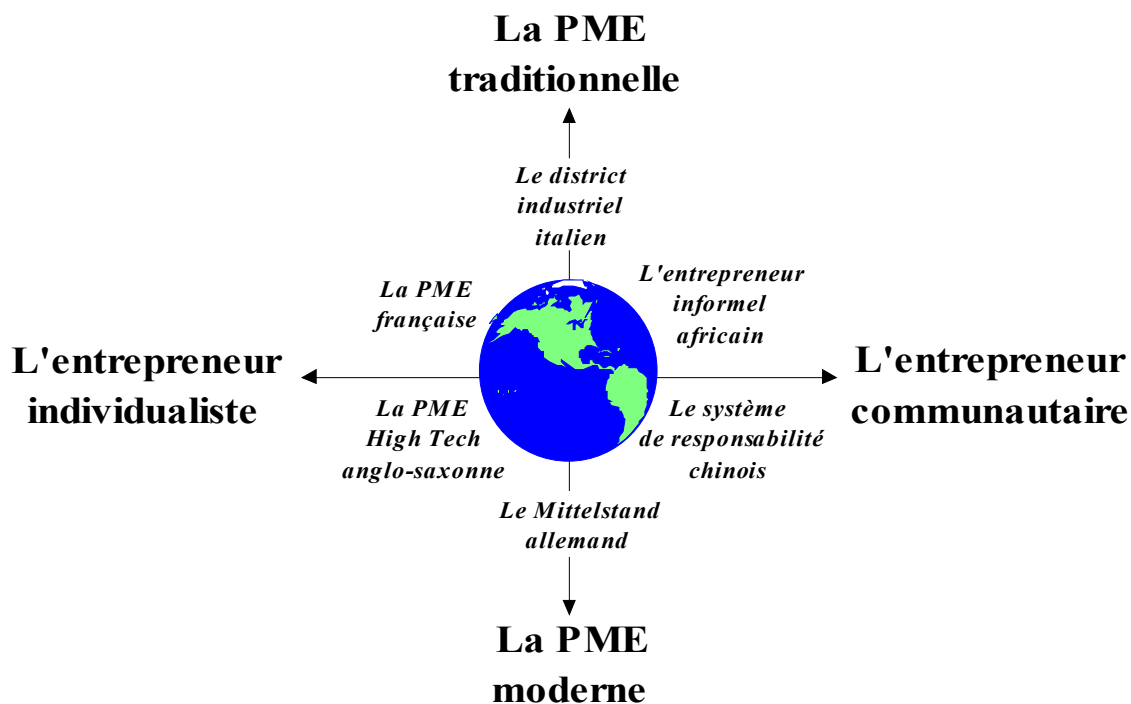 La PME
traditionnelle
Le district
industriel
italien
La PME
française
L'entrepreneur
informel
africain
L'entrepreneur
individualiste
L'entrepreneur
communautaire
La PME
High Tech
anglo-saxonne
Le système
de responsabilité
chinois
Le Mittelstand
allemand
La PME
moderne